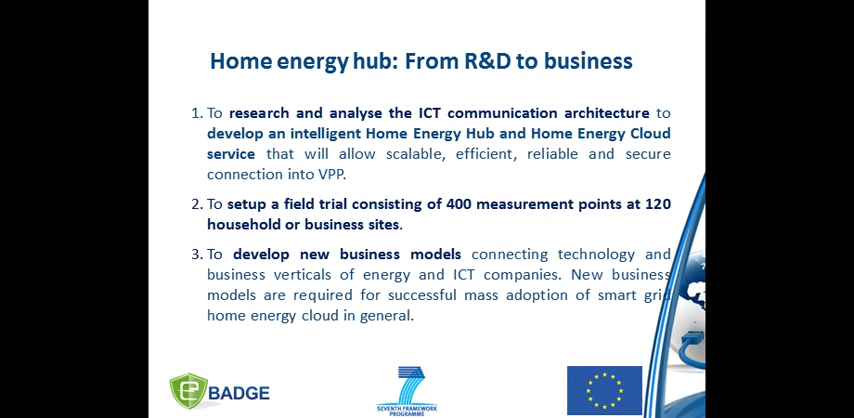 Home energy hub: From R&D to business
1. To research and analyse the ICT communication architecture to
develop an intelligent Home Energy Hub and Home Energy Cloud
service that will allow scalable, efficient, reliable and secure
connection into VPP.
2. To setup a field trial consisting of 400 measurement points at 120
household or business sites.
3. To develop new business models connecting technology and
business verticals of energy and ICT companies. New business
models are required for successful mass adoption of smart grid
home energy cloud in general.
e BADGE
7
SEVENTH FRAMEWORK
PROGRAMME